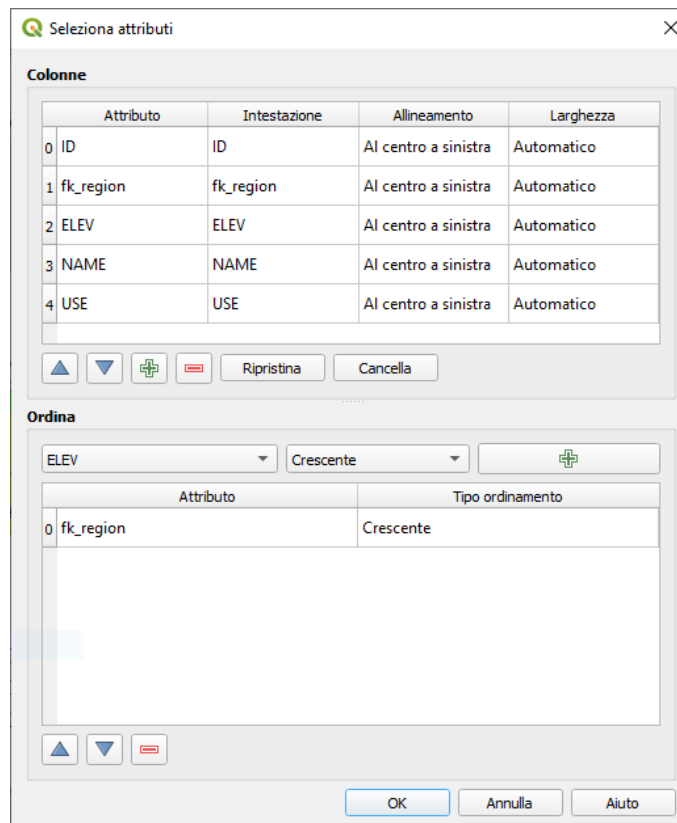 Seleziona attributi
Colonne
Attributo Intestazione Allineamento Larghezza
0 ID ID Al centro a sinistra Automatico
1 fk_region fk_region Al centro a sinistra Automatico
2 ELEV ELEV Al centro a sinistra Automatico
3 NAME NAME Al centro a sinistra Automatico
4 USE USE Al centro a sinistra Automatico
Ripristina Cancella
Ordina
ELEV Crescente
Attributo Tipo ordinamento
0 fk_region Crescente
OK Annulla Aiuto